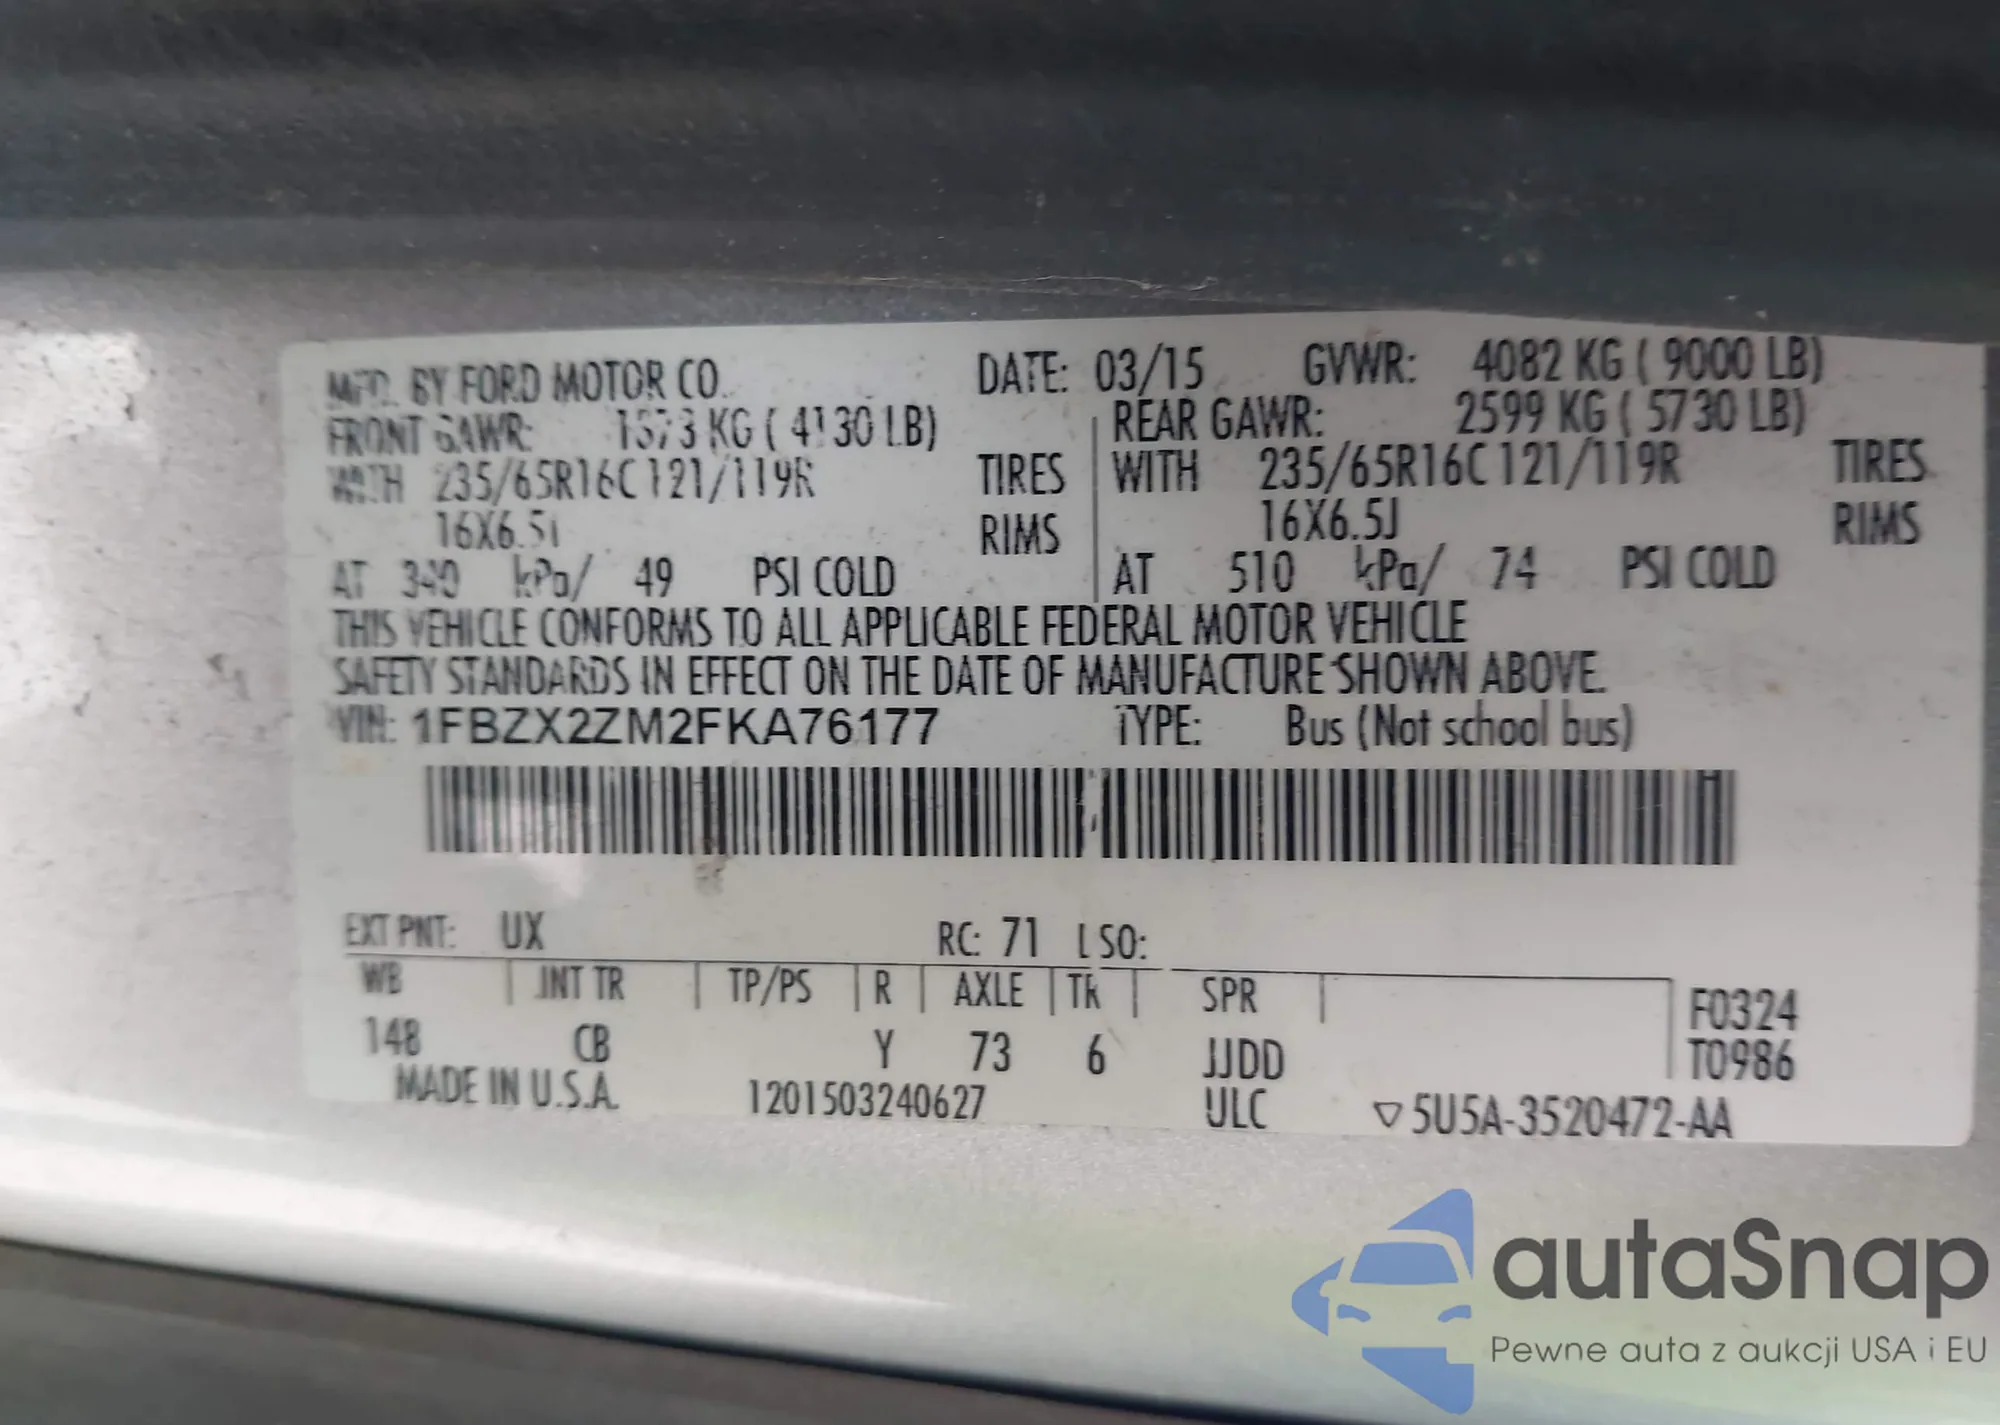 MFD. BY FORD MOTOR CO. DATE: 03/15 GVWR: 4082 KG ( 9000 LB)
FRONT GAWR: 1873 KG ( 4130 LB) REAR GAWR: 2599 KG ( 5730 LB)
WITH 235/65R16C 121/119R TIRES WITH 235/65R16C 121/119R TIRES
16X6.5J RIMS 16X6.5J RIMS
AT 340 kPa/ 49 PSI COLD AT 510 kPa/ 74 PSI COLD
THIS VEHICLE CONFORMS TO ALL APPLICABLE FEDERAL MOTOR VEHICLE
SAFETY STANDARDS IN EFFECT ON THE DATE OF MANUFACTURE SHOWN ABOVE.
VIN: 1FBZX2ZM2FKA76177 TYPE: Bus (Not school bus)
EXT PNT: UX RC: 71 DSO:
WB INT TR TP/PS R AXLE TR SPR F0324
148 CB Y 73 6 JJDD T0986
MADE IN U.S.A. 1201503240627 ULC ▽5U5A-3520472-AA
autaSnap
Pewne auta z aukcji USA i EU